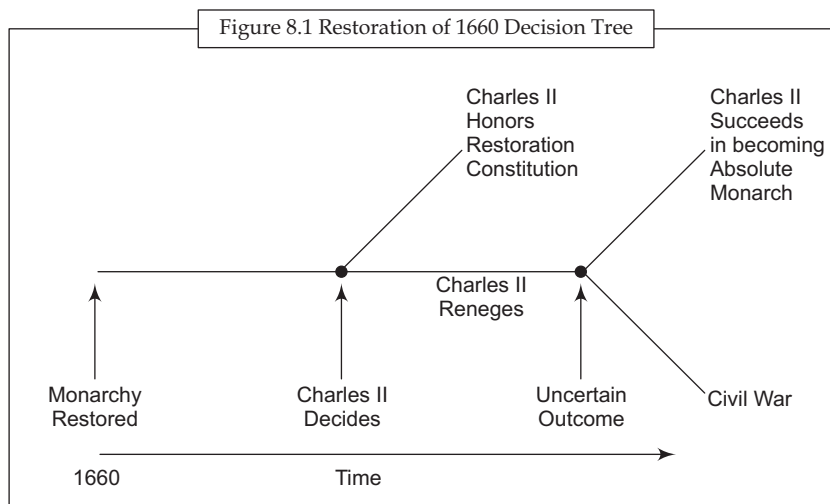 Figure 8.1 Restoration of 1660 Decision Tree
Charles II
Honors
Restoration
Constitution
Charles II
Succeeds
in becoming
Absolute
Monarch
Charles II
Reneges
Monarchy
Restored
Charles II
Decides
Uncertain
Outcome
Civil War
1660
Time